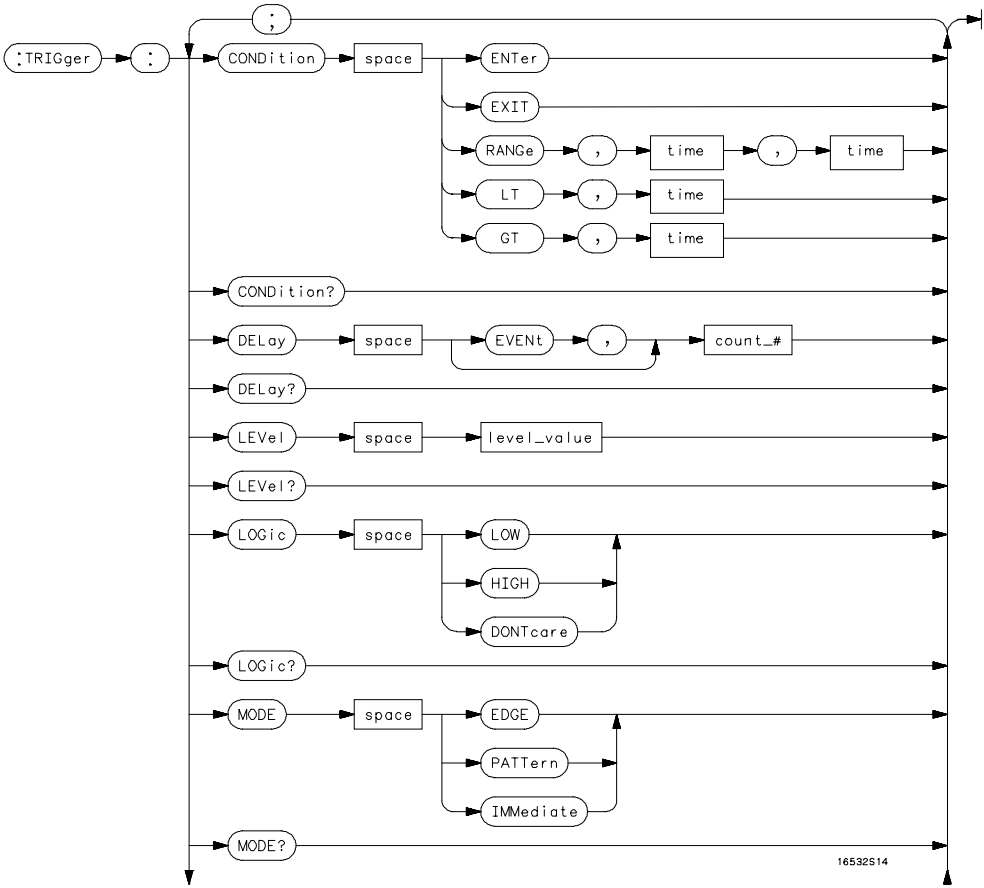 ;
:TRIGger : CONDition space ENTer
EXIT
RANGe , time , time
LT , time
GT , time
CONDition?
DELay space EVENt , count_#
DELay?
LEVel space level_value
LEVel?
LOGic space LOW
HIGH
DONTcare
LOGic?
MODE space EDGE
PATTern
IMMediate
MODE?
16532S14